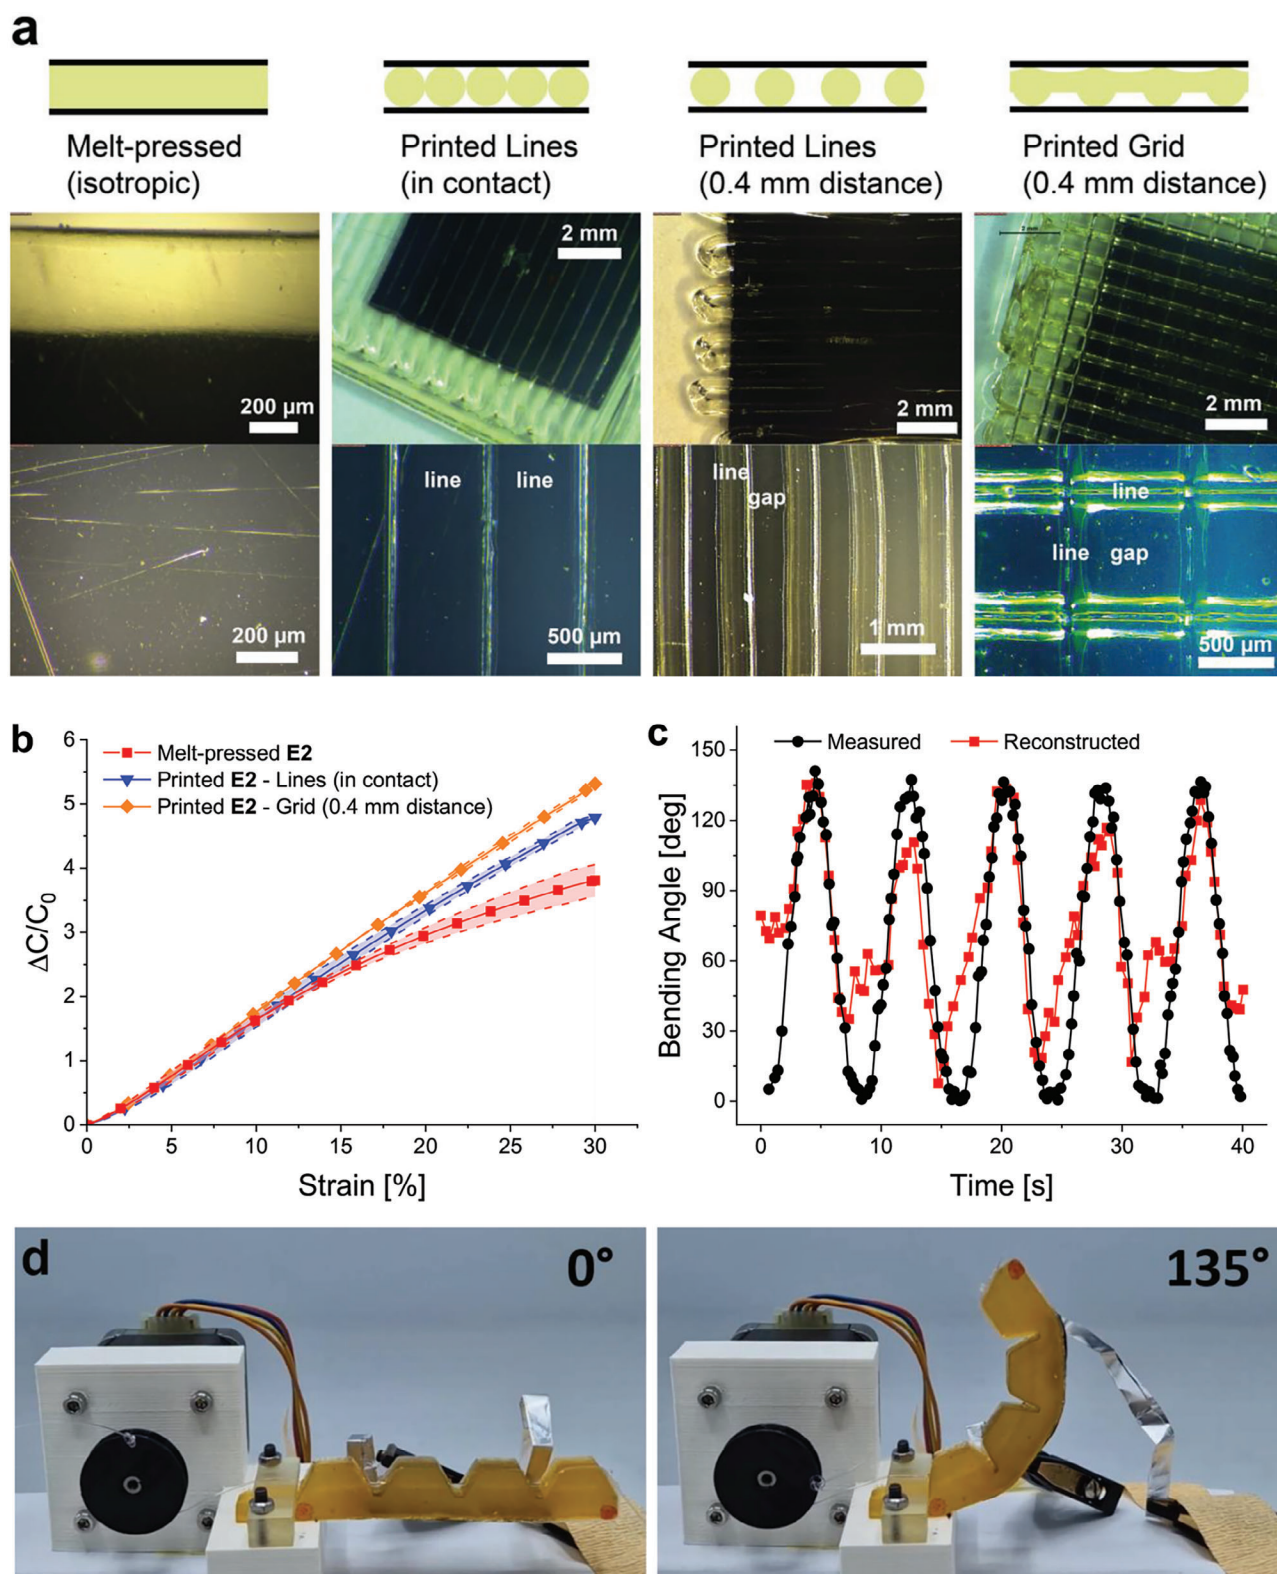 a
Melt-pressed
(isotropic)
Printed Lines
(in contact)
Printed Lines
(0.4 mm distance)
Printed Grid
(0.4 mm distance)
200 µm
2 mm
2 mm
2 mm
2 mm
200 µm
line
line
500 µm
line
gap
1 mm
line
line
gap
500 µm
b
6
5
4
3
2
1
0
ΔC/C0
Melt-pressed E2
Printed E2 - Lines (in contact)
Printed E2 - Grid (0.4 mm distance)
0
5
10
15
20
25
30
Strain [%]
c
Measured
Reconstructed
150
120
90
60
30
0
Bending Angle [deg]
0
10
20
30
40
Time [s]
d
0°
135°